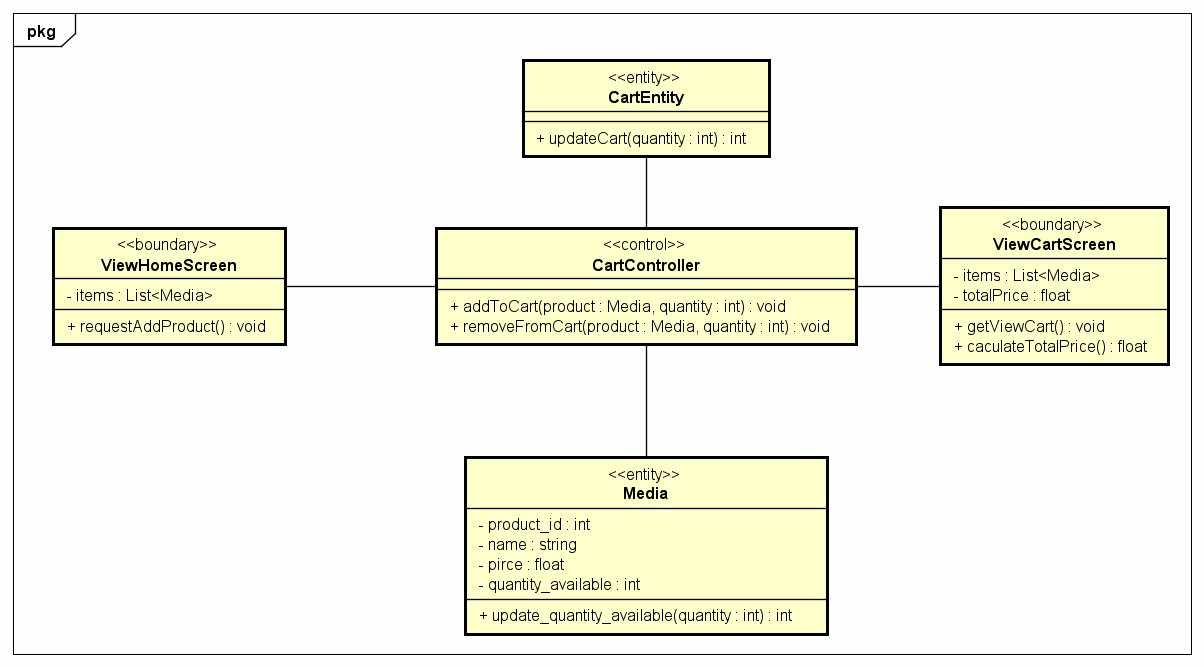 pkg
<<entity>>
CartEntity
+ updateCart(quantity : int) : int
<<boundary>>
ViewHomeScreen
- items : List<Media>
+ requestAddProduct() : void
<<control>>
CartController
+ addToCart(product : Media, quantity : int) : void
+ removeFromCart(product : Media, quantity : int) : void
<<boundary>>
ViewCartScreen
- items : List<Media>
- totalPrice : float
+ getViewCart() : void
+ caculateTotalPrice() : float
<<entity>>
Media
- product_id : int
- name : string
- pirce : float
- quantity_available : int
+ update_quantity_available(quantity : int) : int